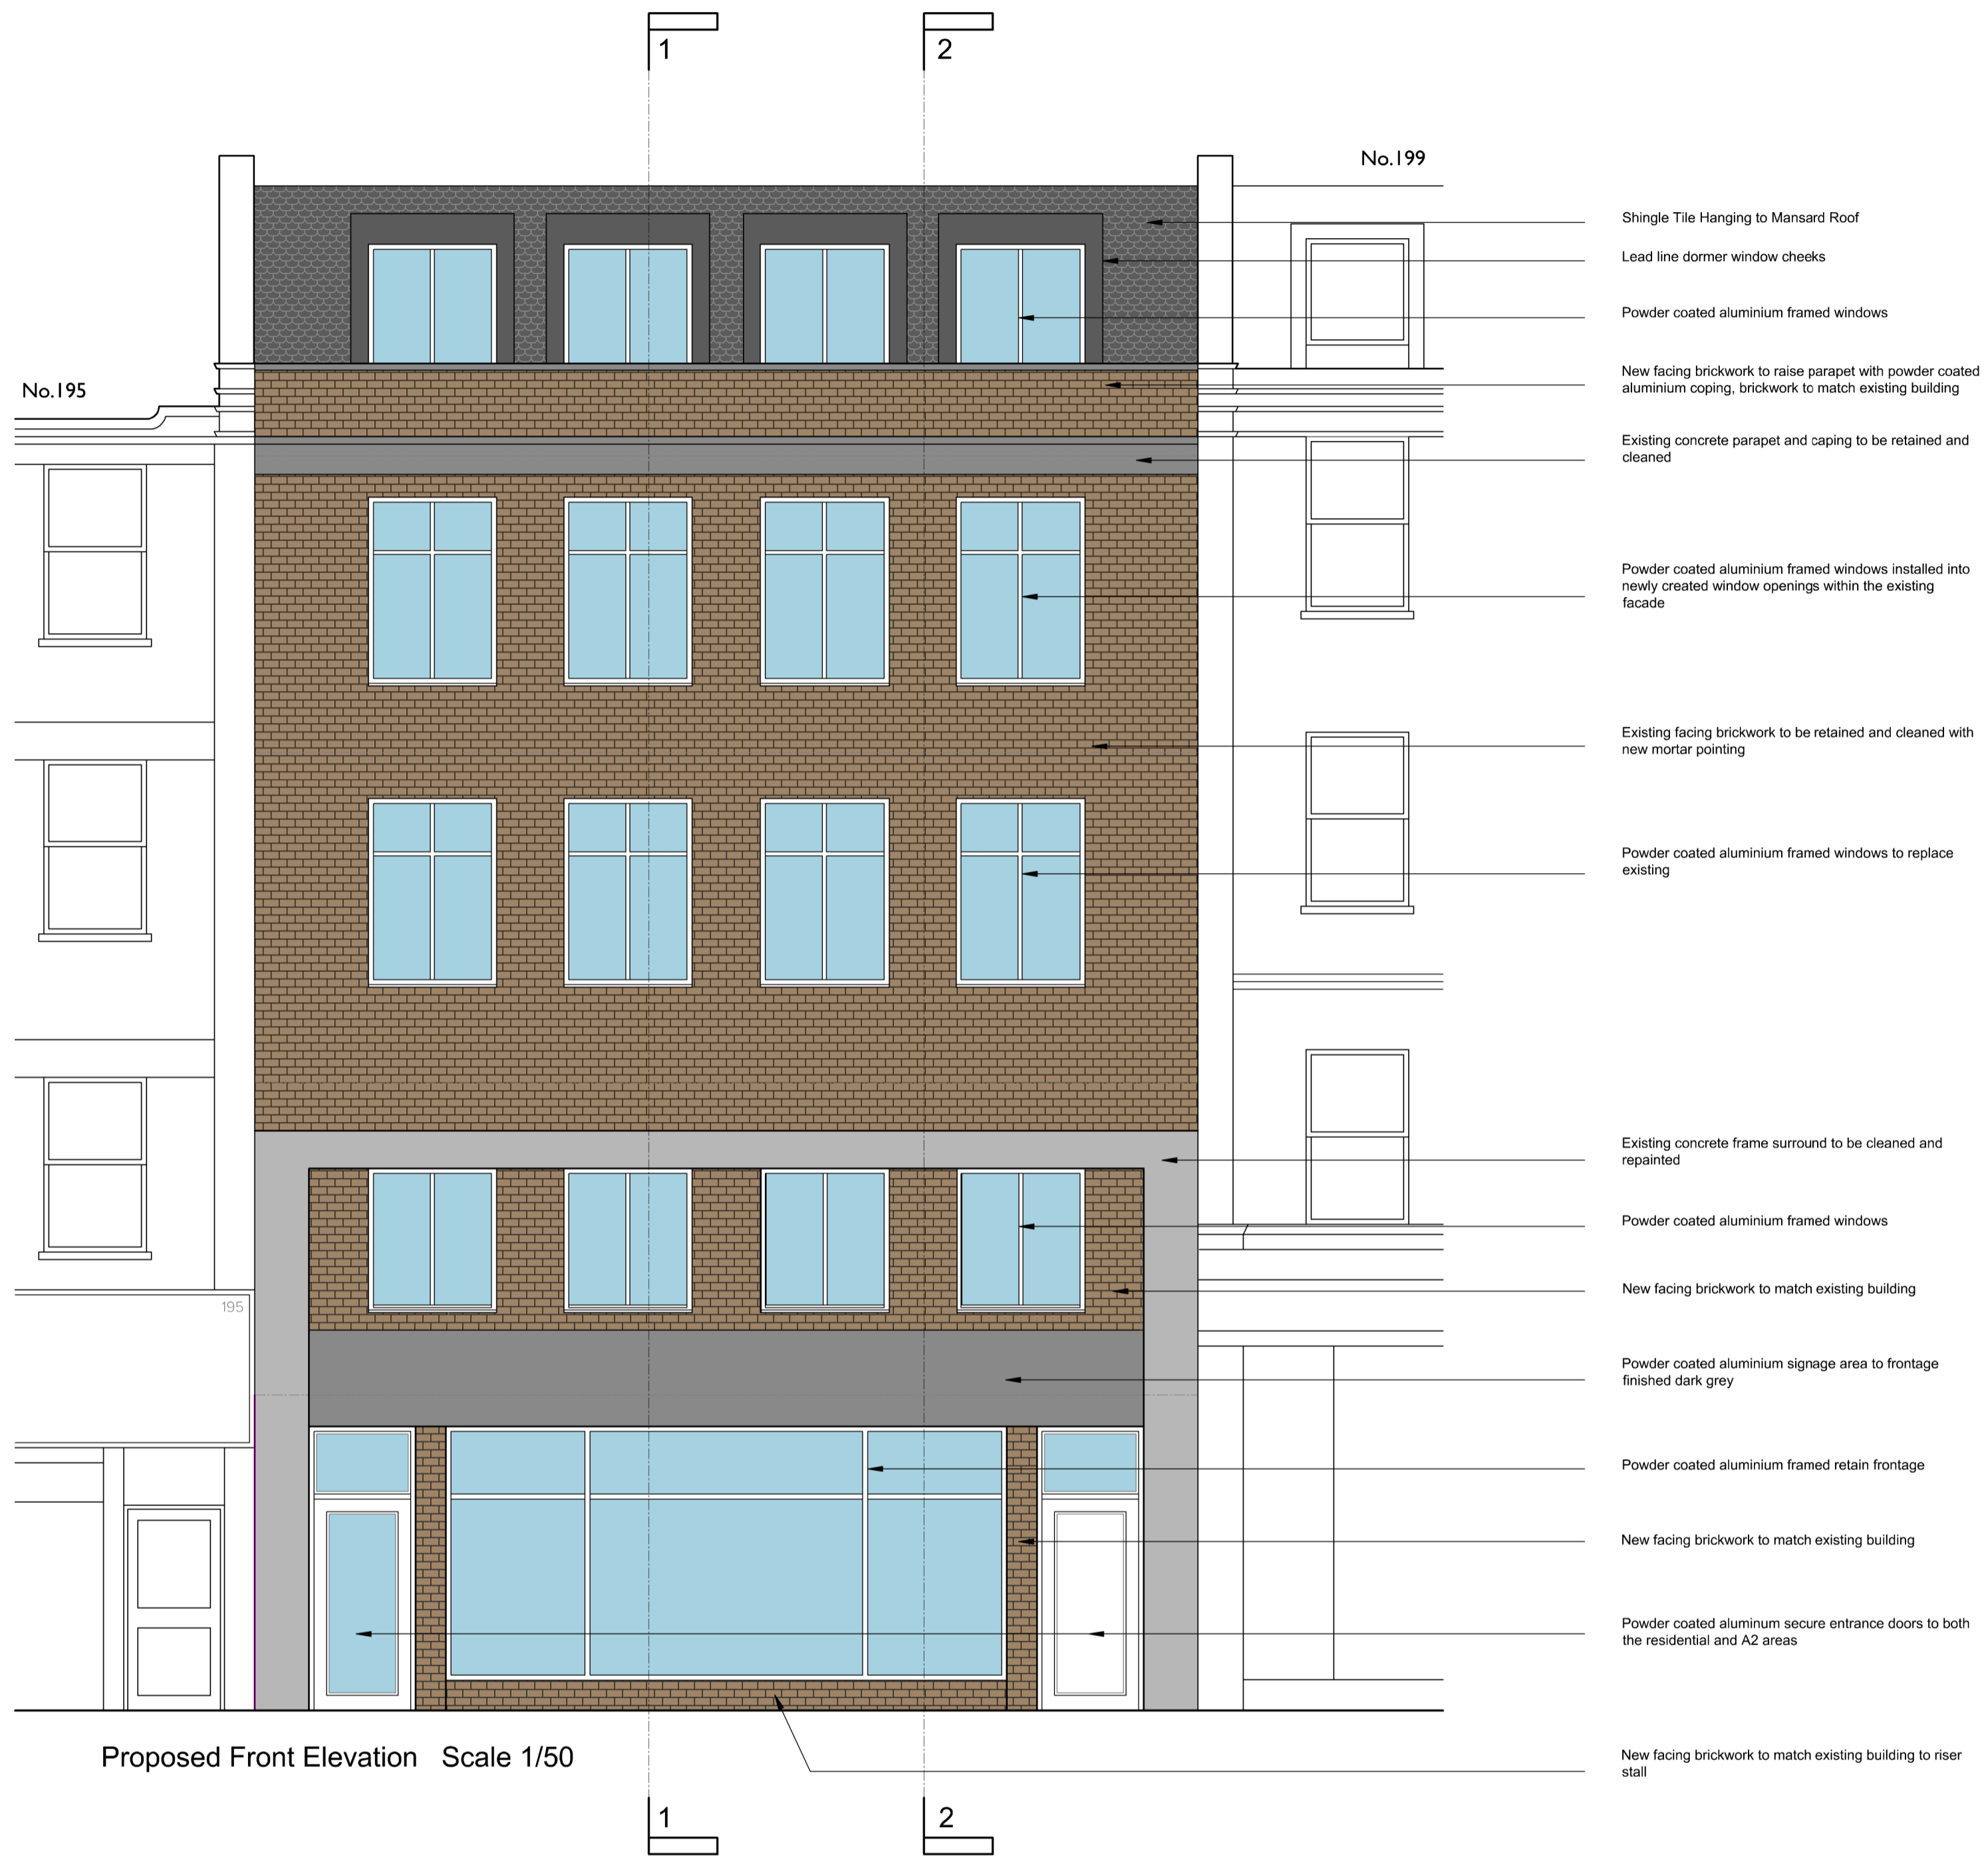 1
2
No.199
Shingle Tile Hanging to Mansard Roof
Lead line dormer window cheeks
Powder coated aluminium framed windows
New facing brickwork to raise parapet with powder coated
aluminium coping, brickwork to match existing building
No.195
Existing concrete parapet and caping to be retained and
cleaned
Powder coated aluminium framed windows installed into
newly created window openings within the existing
facade
Existing facing brickwork to be retained and cleaned with
new mortar pointing
Powder coated aluminium framed windows to replace
existing
Existing concrete frame surround to be cleaned and
repainted
Powder coated aluminium framed windows
New facing brickwork to match existing building
195
Powder coated aluminium signage area to frontage
finished dark grey
Powder coated aluminium framed retain frontage
New facing brickwork to match existing building
Powder coated aluminum secure entrance doors to both
the residential and A2 areas
New facing brickwork to match existing building to riser
stall
Proposed Front Elevation Scale 1/50
1
2